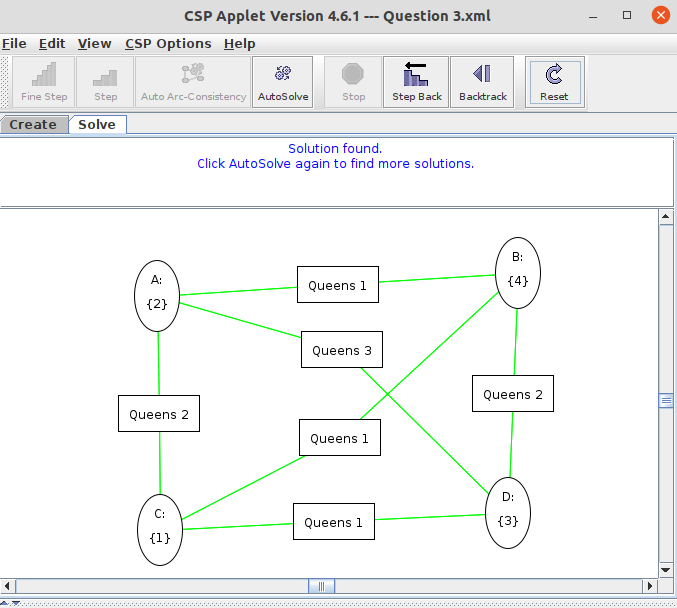 CSP Applet Version 4.6.1 --- Question 3.xml
File Edit View CSP Options Help
Fine Step Step Auto Arc-Consistency AutoSolve Stop Step Back Backtrack Reset
Create Solve
Solution found.
Click AutoSolve again to find more solutions.
A:
{2}
Queens 1
B:
{4}
Queens 3
Queens 2
Queens 2
Queens 1
C:
{1}
Queens 1
D:
{3}